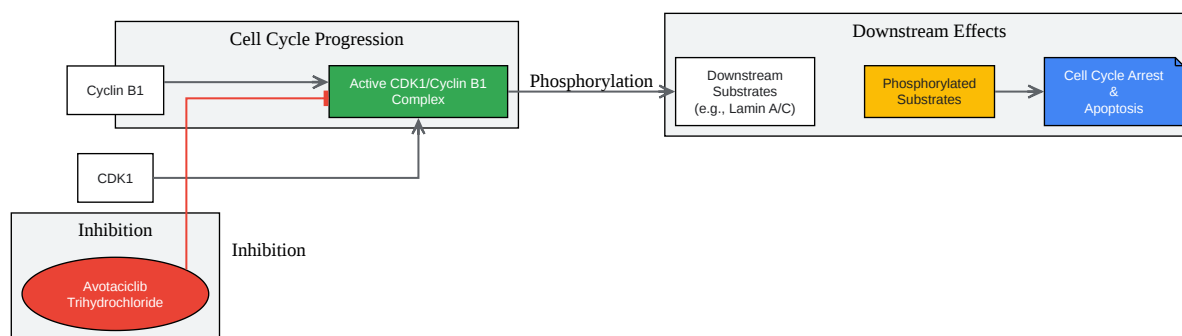 Cell Cycle Progression
Downstream Effects
Cyclin B1
Active CDK1/Cyclin B1
Complex
Phosphorylation
Downstream
Substrates
(e.g., Lamin A/C)
Phosphorylated
Substrates
Cell Cycle Arrest
&
Apoptosis
CDK1
Inhibition
Inhibition
Avotaciclib
Trihydrochloride